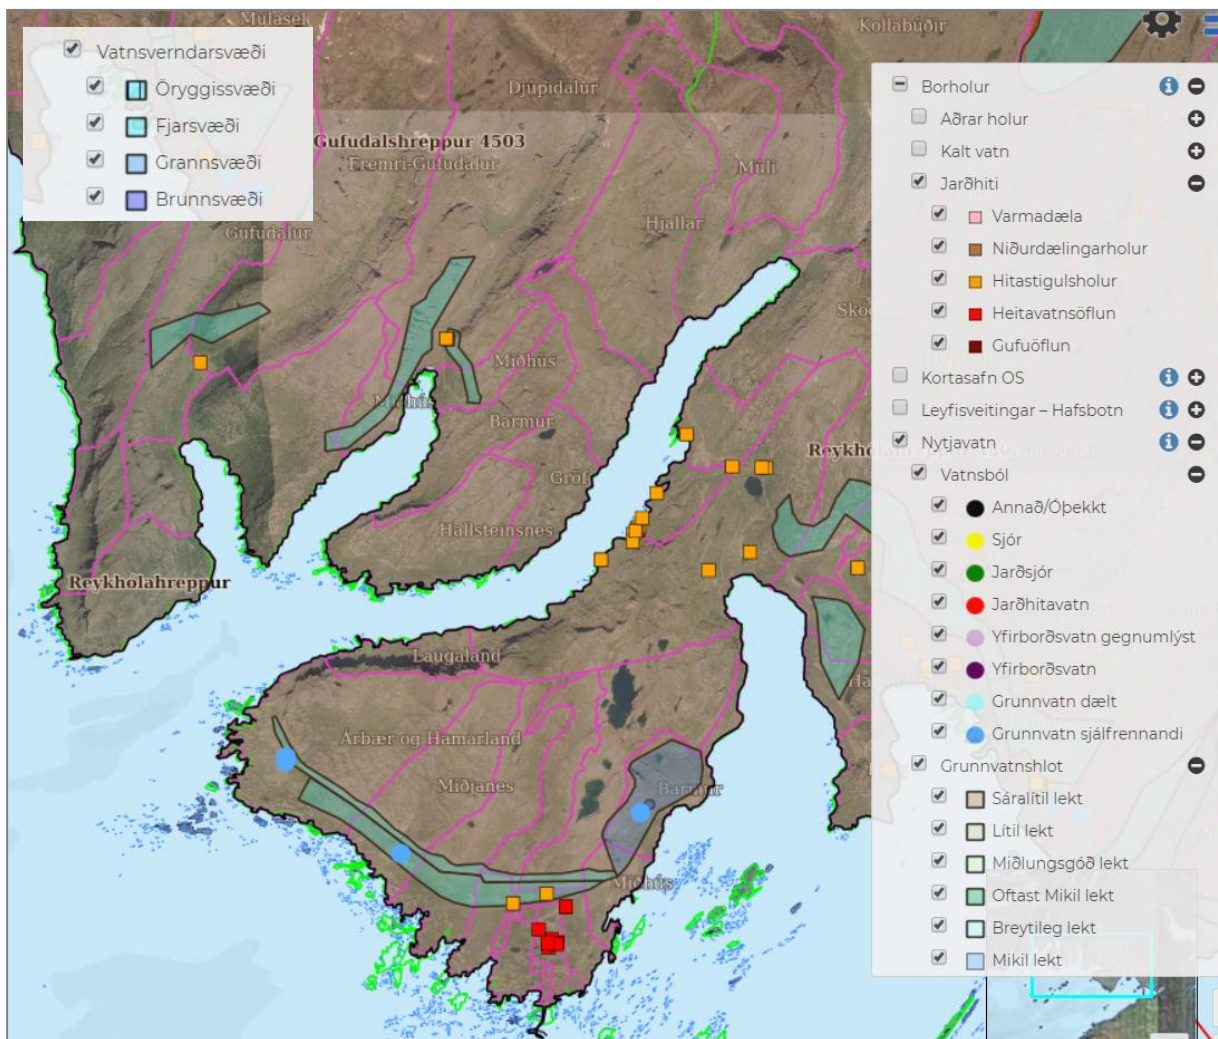 Múlasel
Kollabúðir
Vatnsverndarsvæði
Öryggissvæði
Fjarsvæði
Grannsvæði
Brunnsvæði
Djúpidalur
Gufudalshreppur 4503
Fremri-Gufudalur
Múli
Gufudalur
Hjallar
Miðhús
Miðhús
Barmur
Gröf
Hallsteinsnes
Reykhólahreppur
Laugaland
Árbær og Hamarland
Miðjanes
Barmur
Miðhús
Borholur
Aðrar holur
Kalt vatn
Jarðhiti
Varmadæla
Niðurdælingarholur
Hitastigulsholur
Heitavatnsöflun
Gufuöflun
Kortasafn OS
Leyfisveitingar – Hafsbotn
Nytjavatn
Vatnsból
Annað/Óþekkt
Sjór
Jarðsjór
Jarðhitavatn
Yfirborðsvatn gegnumlýst
Yfirborðsvatn
Grunnvatn dælt
Grunnvatn sjálfrennandi
Grunnvatnshlot
Sáralítil lekt
Lítil lekt
Miðlungsgóð lekt
Oftast Mikil lekt
Breytileg lekt
Mikil lekt